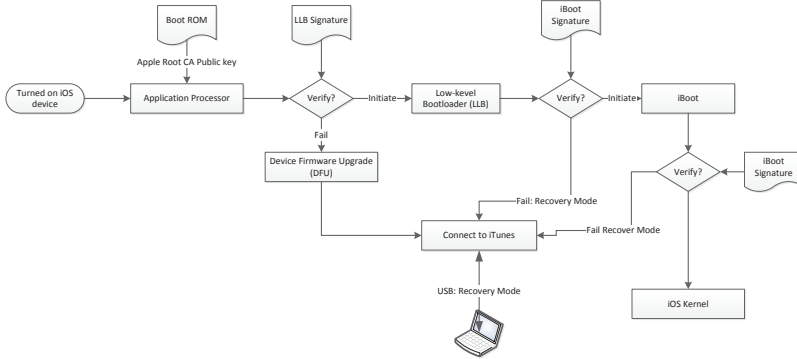 Boot ROM
LLB Signature
iBoot
Signature
Apple Root CA Public key
Turned on iOS
device
Application Processor
Verify?
Initiate
Low-level
Bootloader (LLB)
Verify?
Initiate
iBoot
Fail
Device Firmware Upgrade
(DFU)
Verify?
iBoot
Signature
Fail: Recovery Mode
Connect to iTunes
Fail Recover Mode
USB: Recovery Mode
iOS Kernel